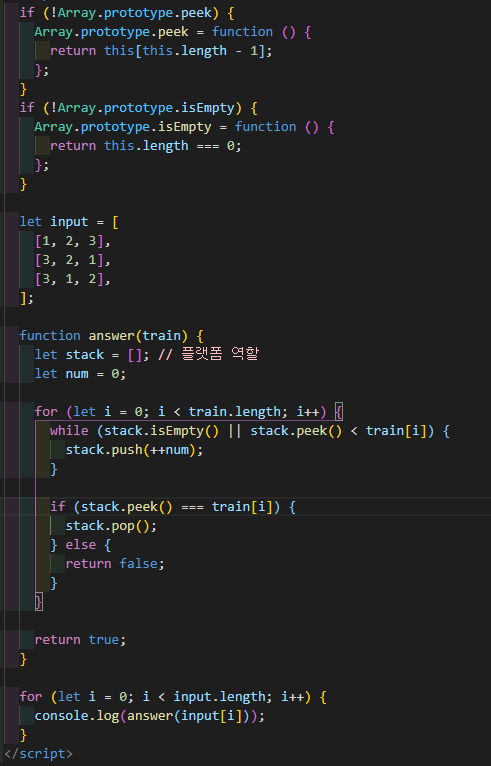 if (!Array.prototype.peek) {
Array.prototype.peek = function () {
return this[this.length - 1];
};
}
if (!Array.prototype.isEmpty) {
Array.prototype.isEmpty = function () {
return this.length === 0;
};
}
let input = [
[1, 2, 3],
[3, 2, 1],
[3, 1, 2],
];
function answer(train) {
let stack = []; // 플랫폼 역할
let num = 0;
for (let i = 0; i < train.length; i++) {
while (stack.isEmpty() || stack.peek() < train[i]) {
stack.push(++num);
}
if (stack.peek() === train[i]) {
stack.pop();
} else {
return false;
}
}
return true;
}
for (let i = 0; i < input.length; i++) {
console.log(answer(input[i]));
}
</script>